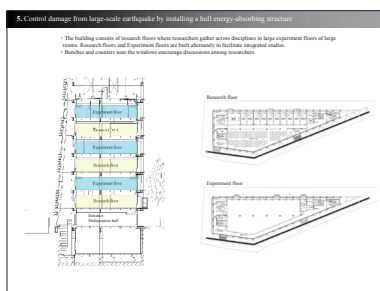 5. Control damage from large-scale earthquake by installing a hull energy-absorbing structure
• The building consists of research floors where researchers gather across disciplines in large experiment floors of large
rooms. Research floors and Experiment floors are built alternately to facilitate integrated studies
• Benches and counters near the windows encourage discussions among researchers
Research floor
Experiment floor
Experiment floor
Research floor
Experiment floor
Research floor
Entrance
Multipurpose hall
Experiment floor